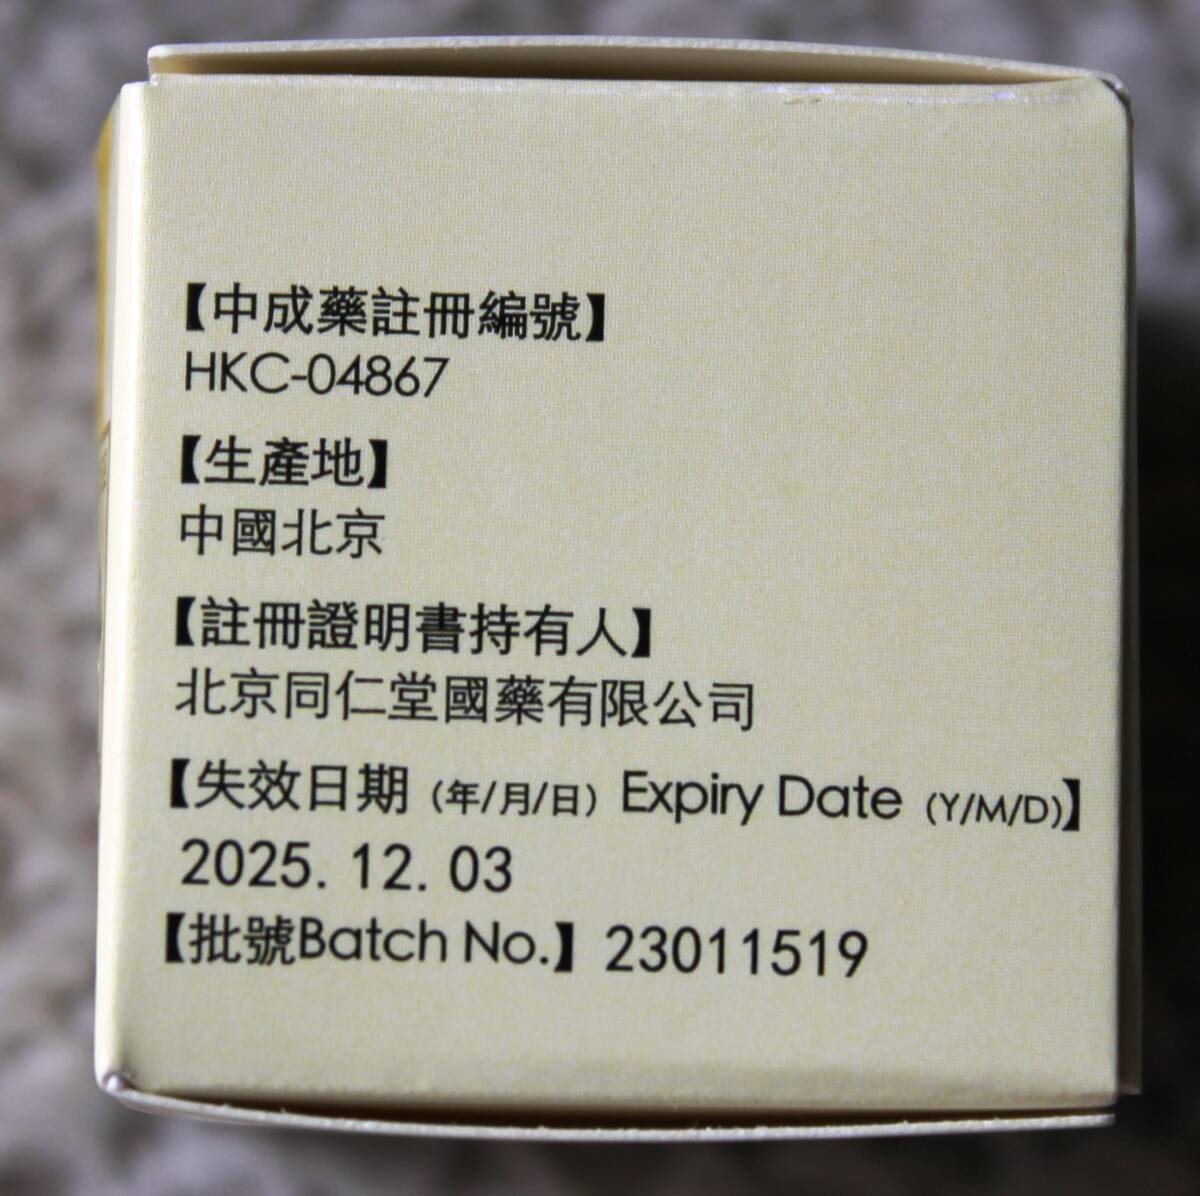 【中成藥註冊編號】
HKC-04867
【生產地】
中國北京
【註冊證明書持有人】
北京同仁堂國藥有限公司
【失效日期（年/月/日）Expiry Date (Y/M/D)】
2025. 12. 03
【批號Batch No.】23011519